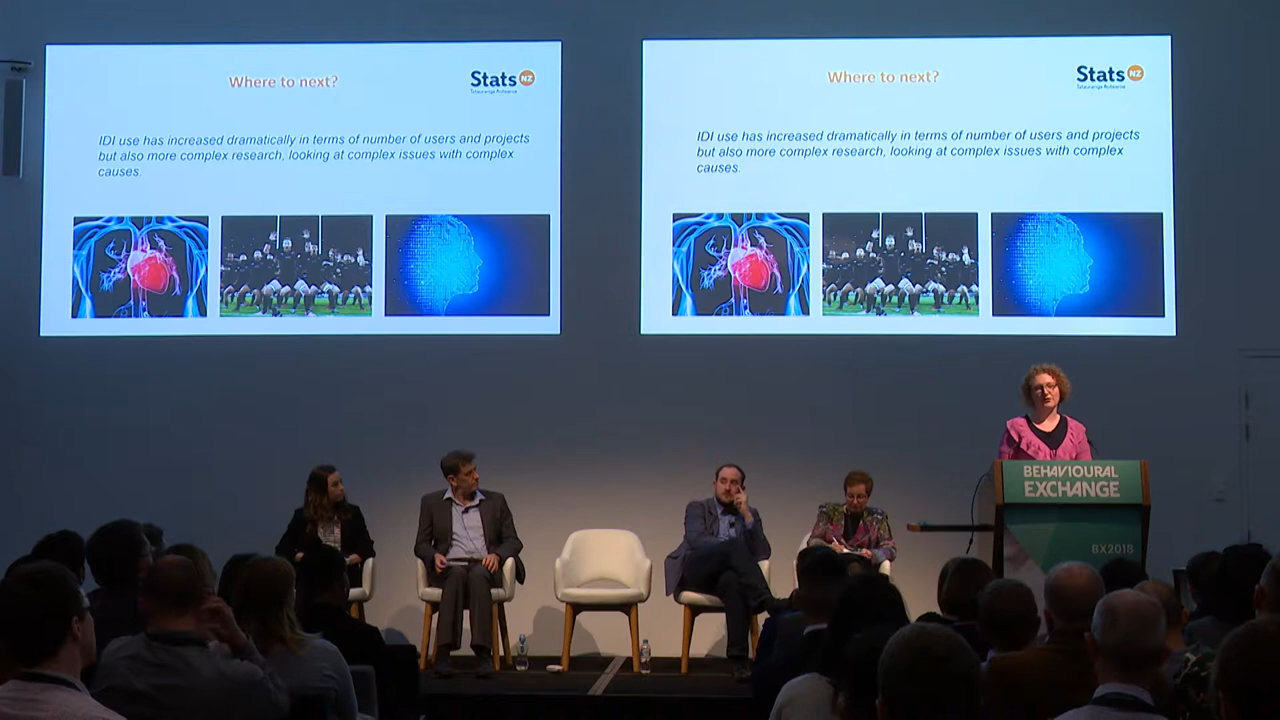 Where to next?
Stats NZ
Tatauranga Aotearoa
IDI use has increased dramatically in terms of number of users and projects
but also more complex research, looking at complex issues with complex
causes.
Where to next?
Stats NZ
Tatauranga Aotearoa
IDI use has increased dramatically in terms of number of users and projects
but also more complex research, looking at complex issues with complex
causes.
BEHAVIOURAL
EXCHANGE
BX2018